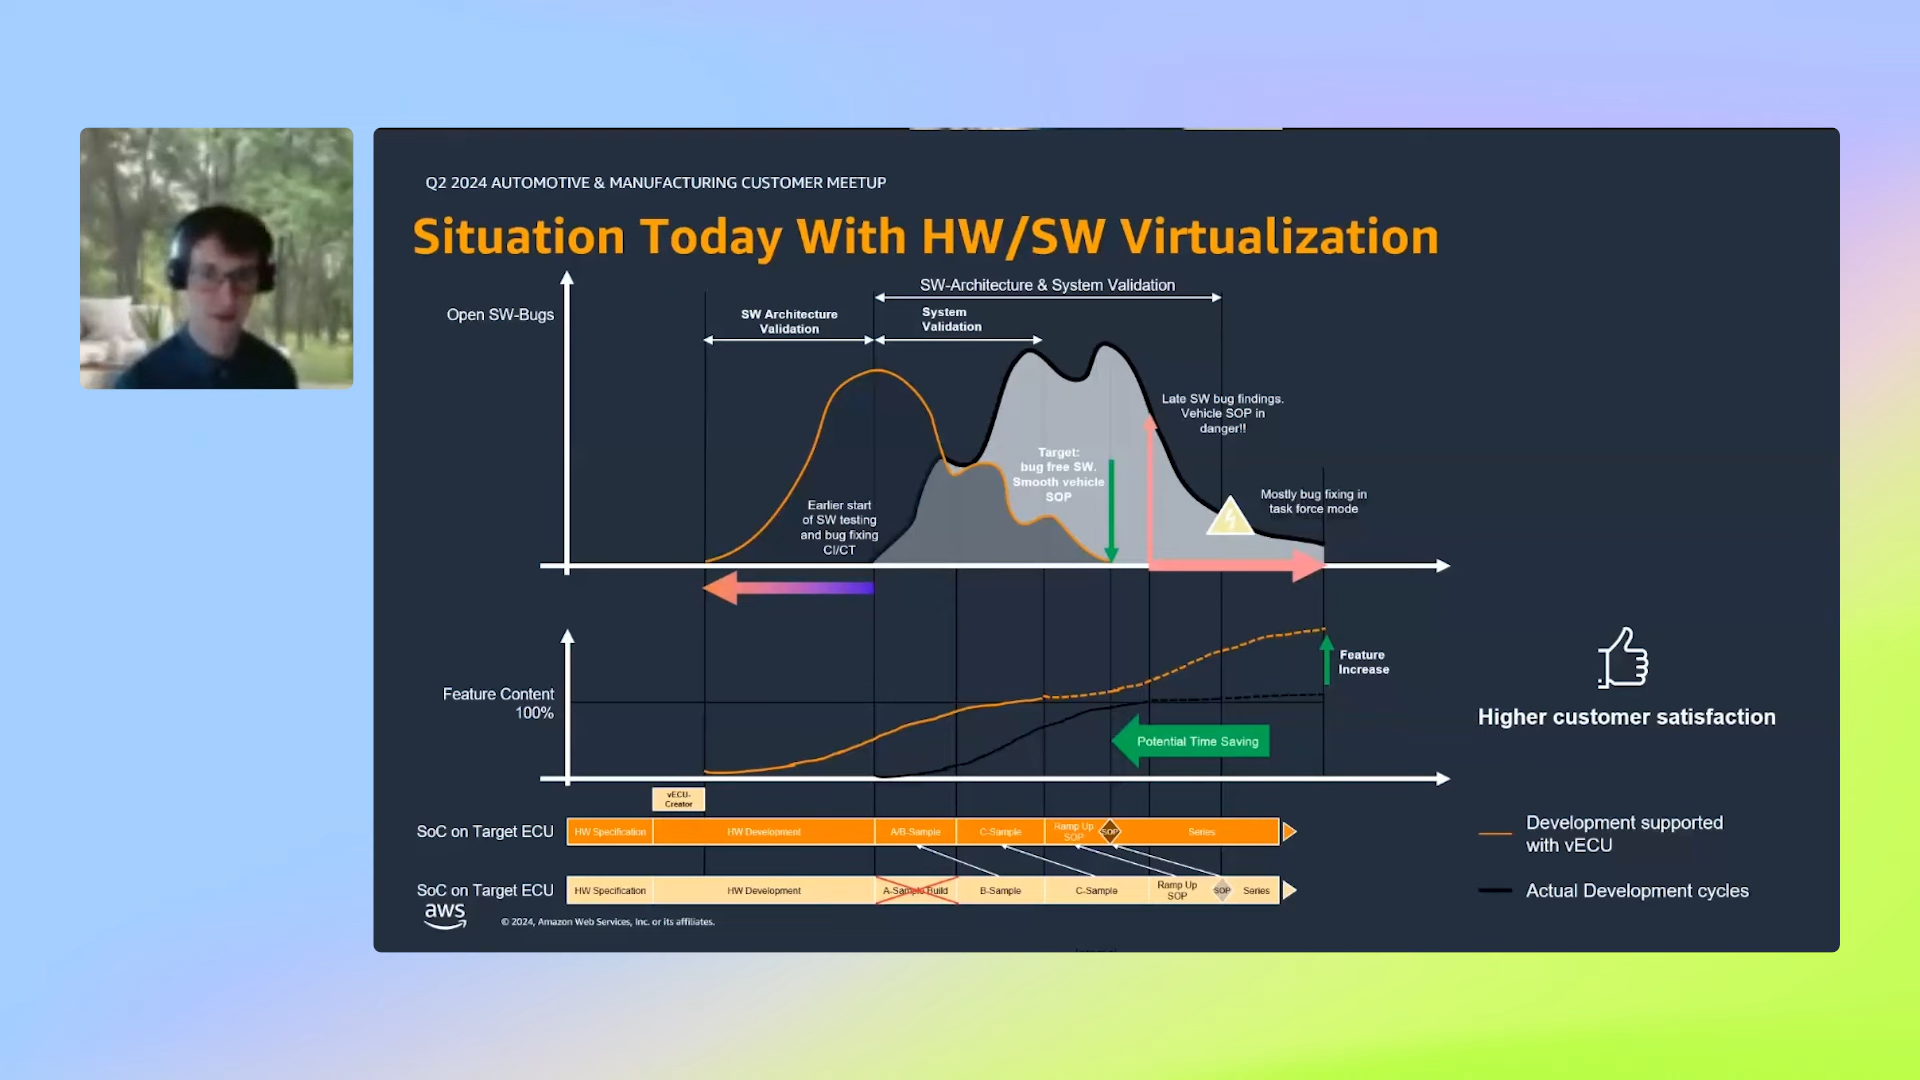 Q2 2024 AUTOMOTIVE & MANUFACTURING CUSTOMER MEETUP
Situation Today With HW/SW Virtualization
Open SW-Bugs
SW-Architecture & System Validation
SW Architecture
Validation
System
Validation
Late SW bug findings.
Vehicle SOP in
danger!!
Target:
bug free SW.
Smooth vehicle
SOP
Earlier start
of SW testing
and bug fixing
CI/CT
Mostly bug fixing in
task force mode
Feature Content
100%
Feature
Increase
Potential Time Saving
Higher customer satisfaction
vECU-
Creator
SoC on Target ECU
HW Specification
HW Development
A/B-Sample
C-Sample
Ramp Up
SOP
SOP
Series
SoC on Target ECU
HW Specification
HW Development
A-Sample Build
B-Sample
C-Sample
Ramp Up
SOP
SOP
Series
Development supported
with vECU
Actual Development cycles
aws
© 2024, Amazon Web Services, Inc. or its affiliates.